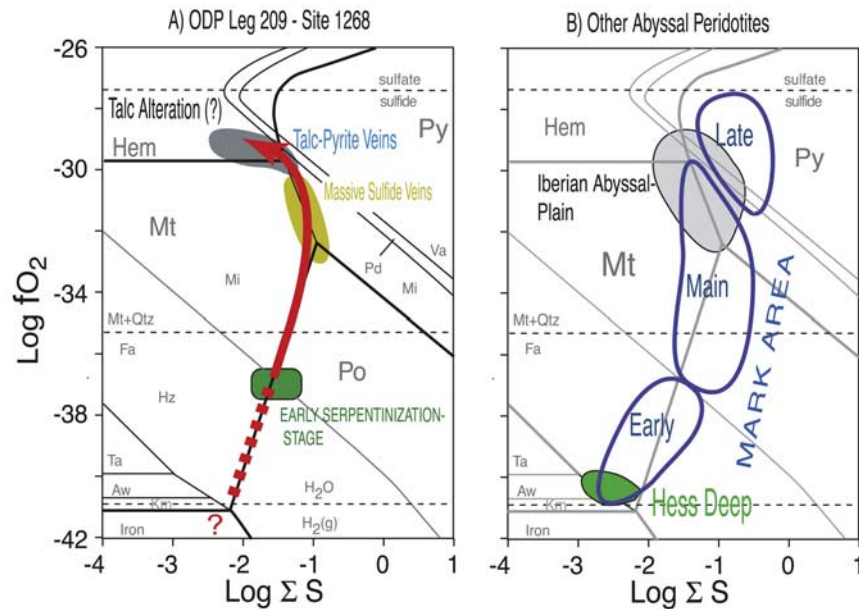 A) ODP Leg 209 - Site 1268
B) Other Abyssal Peridotites
-26
-30
-34
-38
-42
Log fO2
sulfate
sulfide
Talc Alteration (?)
Talc-Pyrite Veins
Py
Hem
Massive Sulfide Veins
Mt
Va
Pd
Mi
Mi
Mt+Qtz
Fa
Po
Hz
EARLY SERPENTINIZATION-
STAGE
Ta
Aw
Km
H2O
Iron
?
H2(g)
-4
-3
-2
-1
0
1
Log Σ S
sulfate
sulfide
Hem
Late
Py
Iberian Abyssal-
Plain
Mt
Main
MARK AREA
Mt+Qtz
Fa
Early
Ta
Aw
Km
Hess Deep
H2O
Iron
H2(g)
-4
-3
-2
-1
0
1
Log Σ S